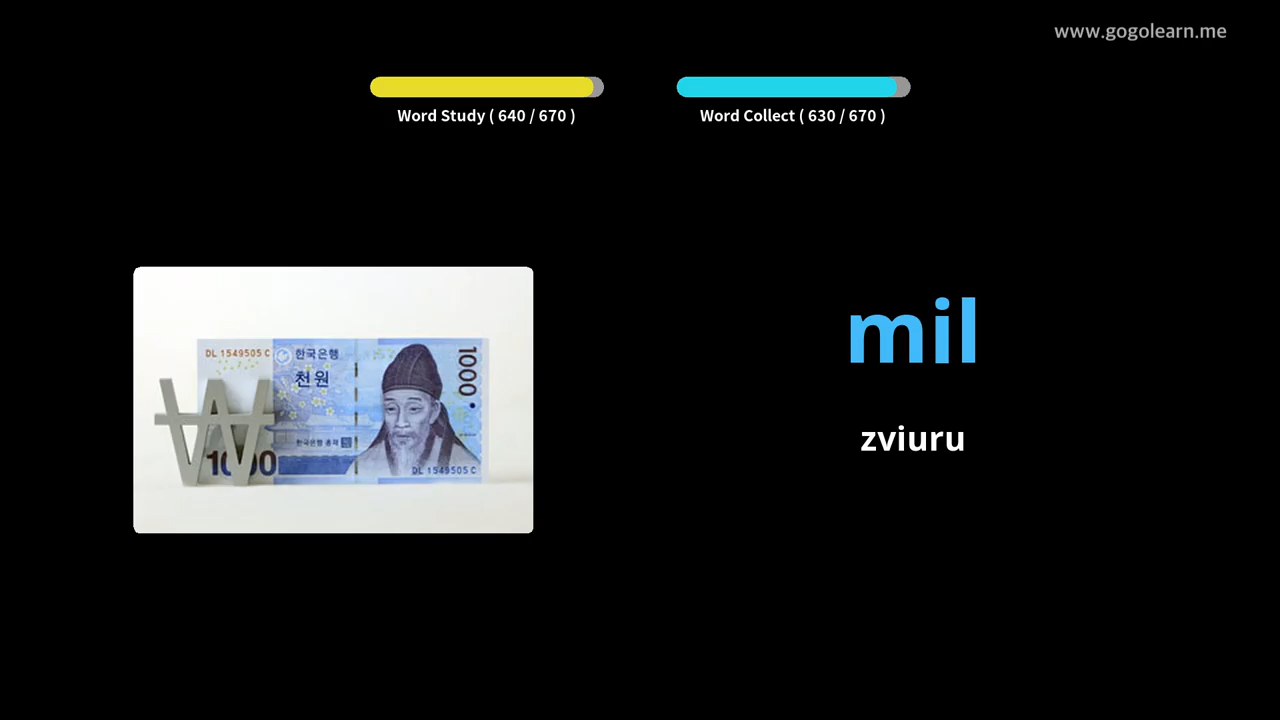 www.gogolearn.me
Word Study ( 640 / 670 )
Word Collect ( 630 / 670 )
DL 1549505 C
한국은행
1000
천원
mil
zviuru
한국은행 총재
₩
1000
DL 1549505 C